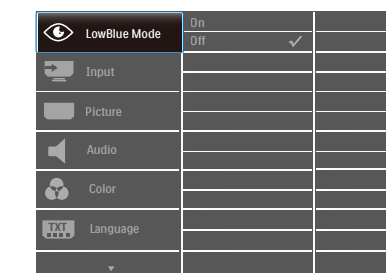 LowBlue Mode
On
Off
Input
Picture
Audio
Color
TXT
Language